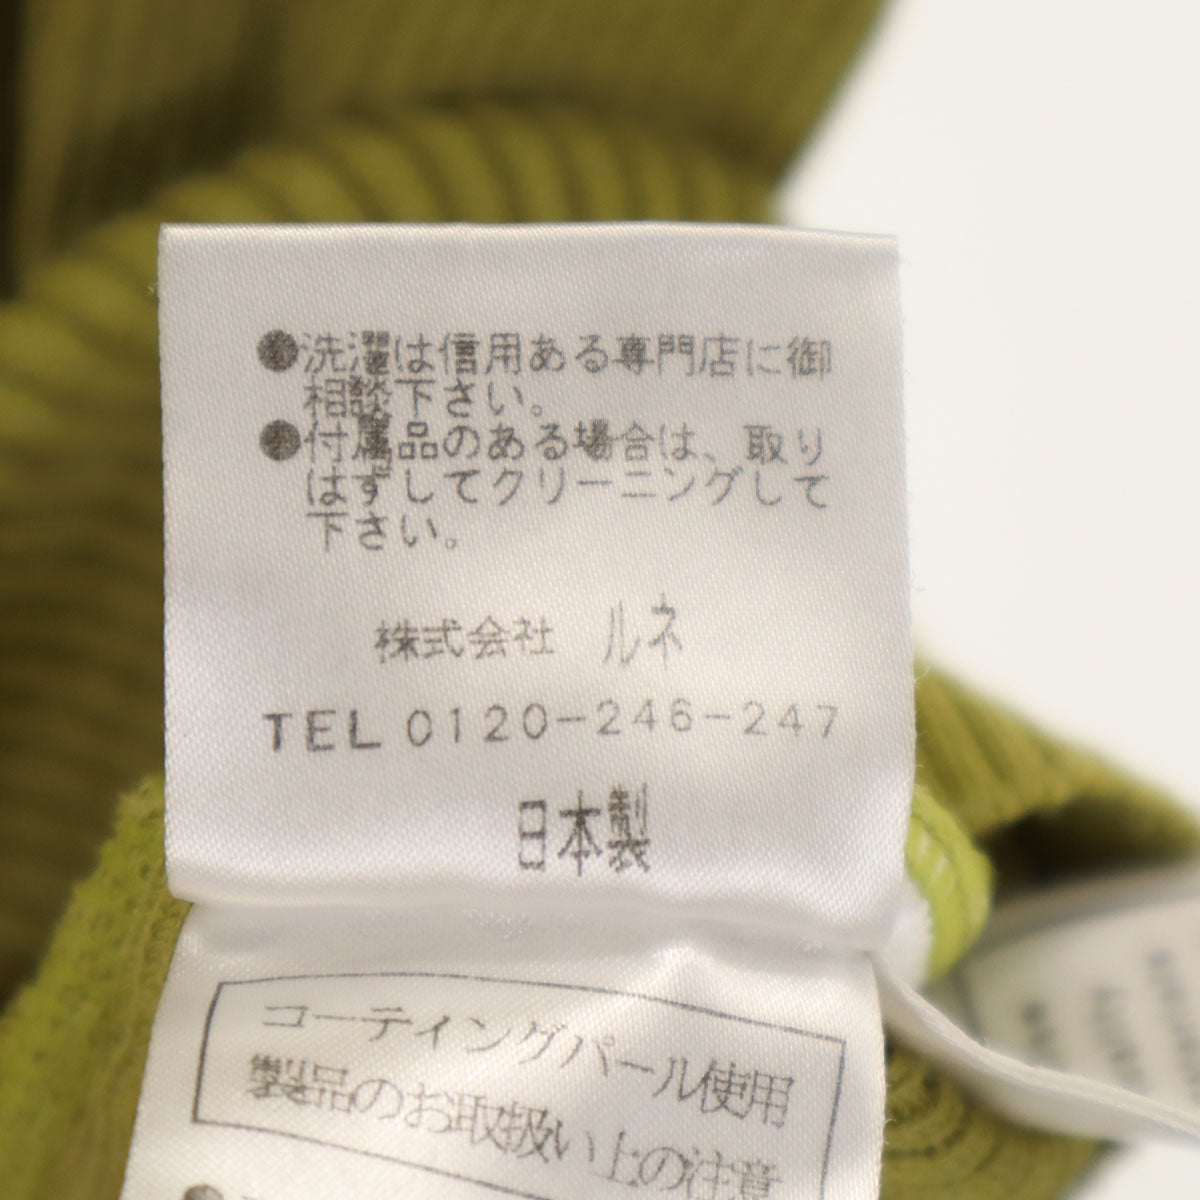 ●洗濯は信用ある専門店に御
相談下さい。
●付属品のある場合は、取り
はずしてクリーニングして
下さい。
株式会社 ルネ
TEL 0120-246-247
日本製
コーティングパール使用
製品のお取扱い上の注意